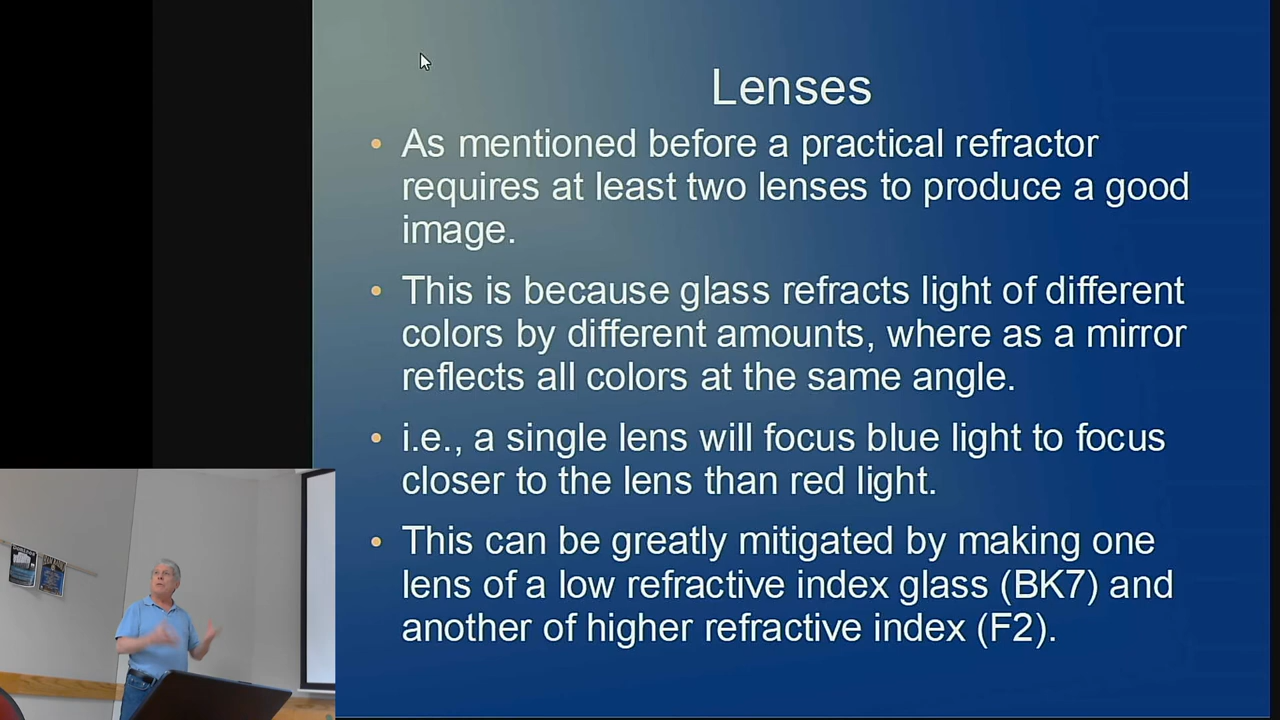 Lenses
• As mentioned before a practical refractor
requires at least two lenses to produce a good
image.
• This is because glass refracts light of different
colors by different amounts, where as a mirror
reflects all colors at the same angle.
• i.e., a single lens will focus blue light to focus
closer to the lens than red light.
• This can be greatly mitigated by making one
lens of a low refractive index glass (BK7) and
another of higher refractive index (F2).